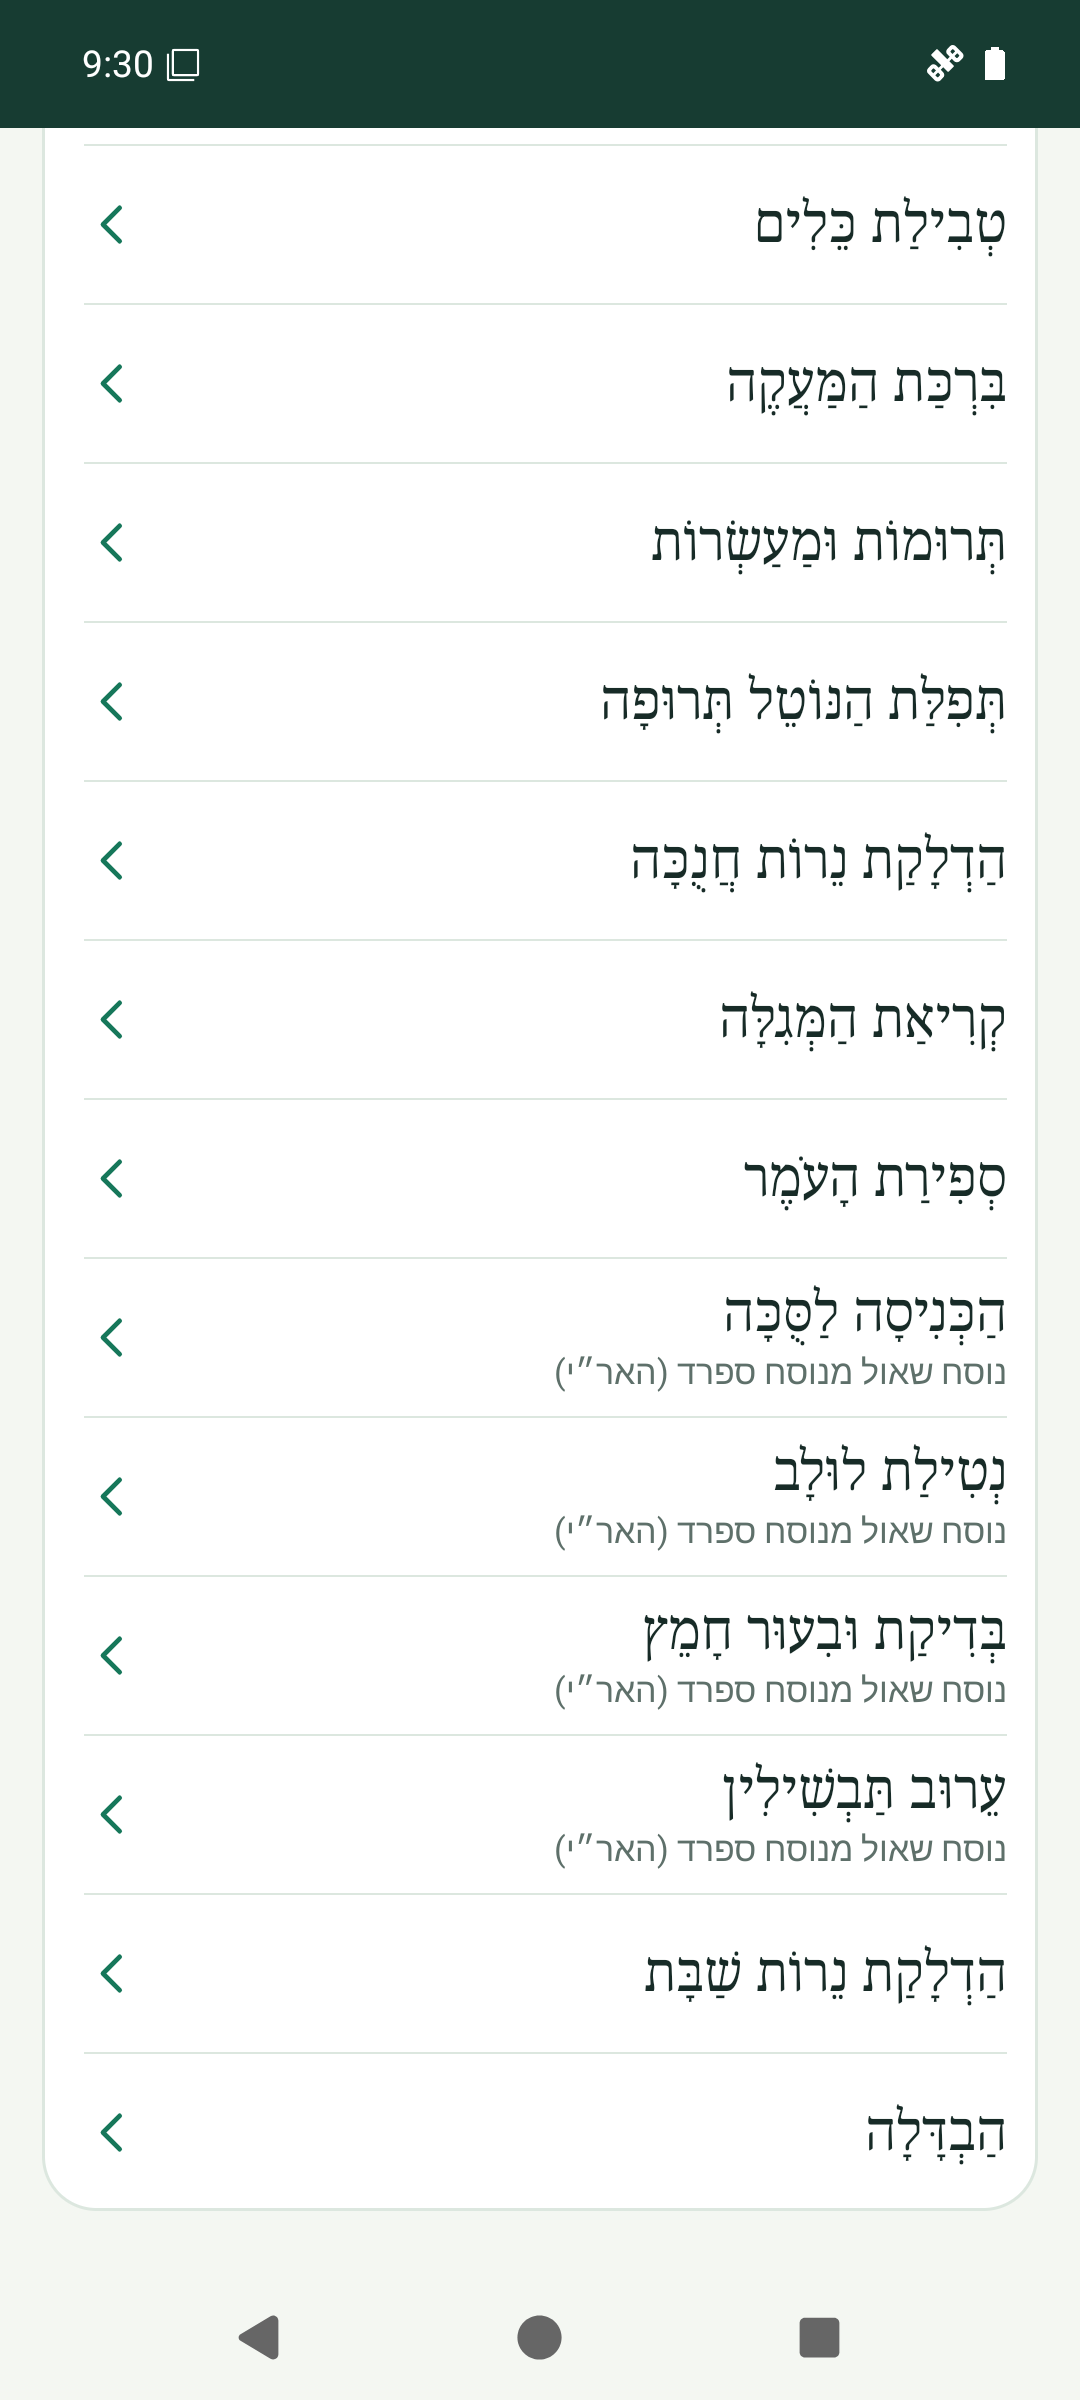 9:30
טְבִילַת כֵּלִים
בִּרְכַּת הַמַּעֲקֶה
תְּרוּמוֹת וּמַעַשְׂרוֹת
תְּפִלַּת הַנּוֹטֵל תְּרוּפָה
הַדְלָקַת נֵרוֹת חֲנֻכָּה
קְרִיאַת הַמְּגִלָּה
סְפִירַת הָעֹמֶר
הַכְּנִיסָה לַסֻּכָּה
נוסח שאול מנוסח ספרד (האר״י)
נְטִילַת לוּלָב
נוסח שאול מנוסח ספרד (האר״י)
בְּדִיקַת וּבִעוּר חָמֵץ
נוסח שאול מנוסח ספרד (האר״י)
עֵרוּב תַּבְשִׁילִין
נוסח שאול מנוסח ספרד (האר״י)
הַדְלָקַת נֵרוֹת שַׁבָּת
הַבְדָּלָה